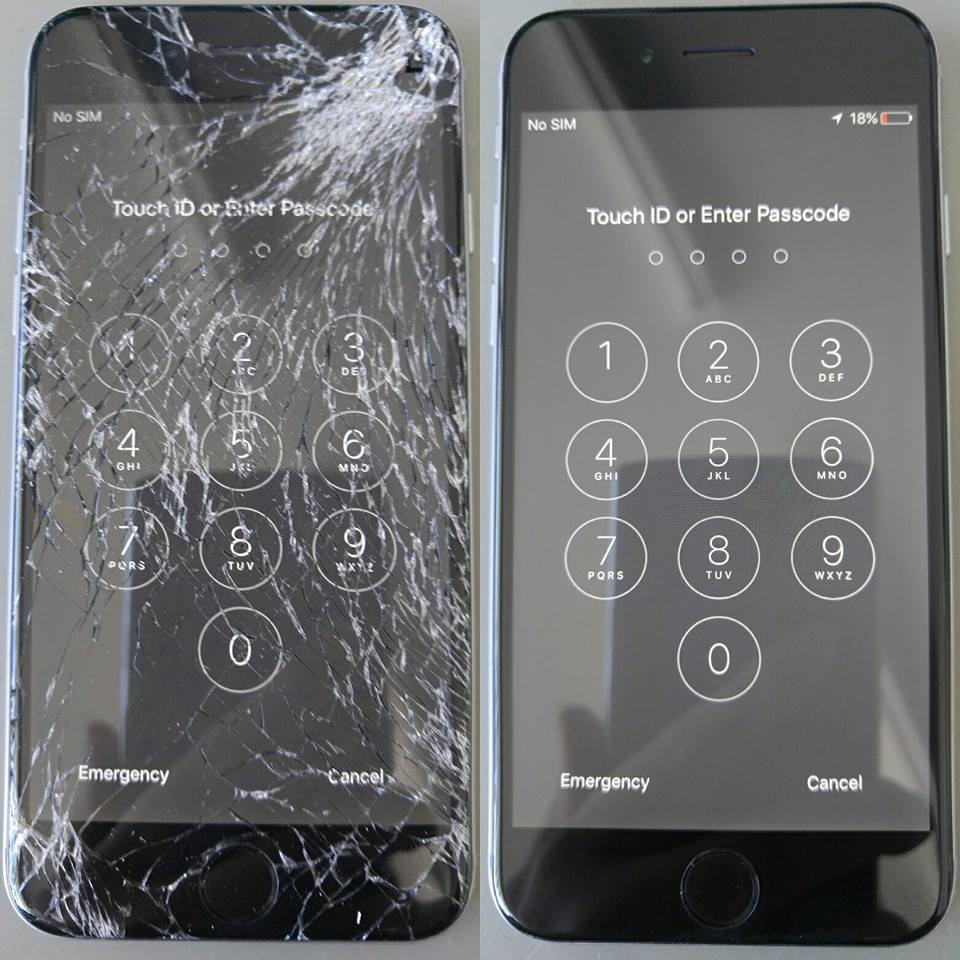 No SIM
Touch ID or Enter Passcode
1
2
ABC
3
DEF
4
GHI
5
JKL
6
MNO
7
PQRS
8
TUV
9
WXYZ
0
Emergency
Cancel
No SIM
18%
Touch ID or Enter Passcode
1
2
ABC
3
DEF
4
GHI
5
JKL
6
MNO
7
PQRS
8
TUV
9
WXYZ
0
Emergency
Cancel